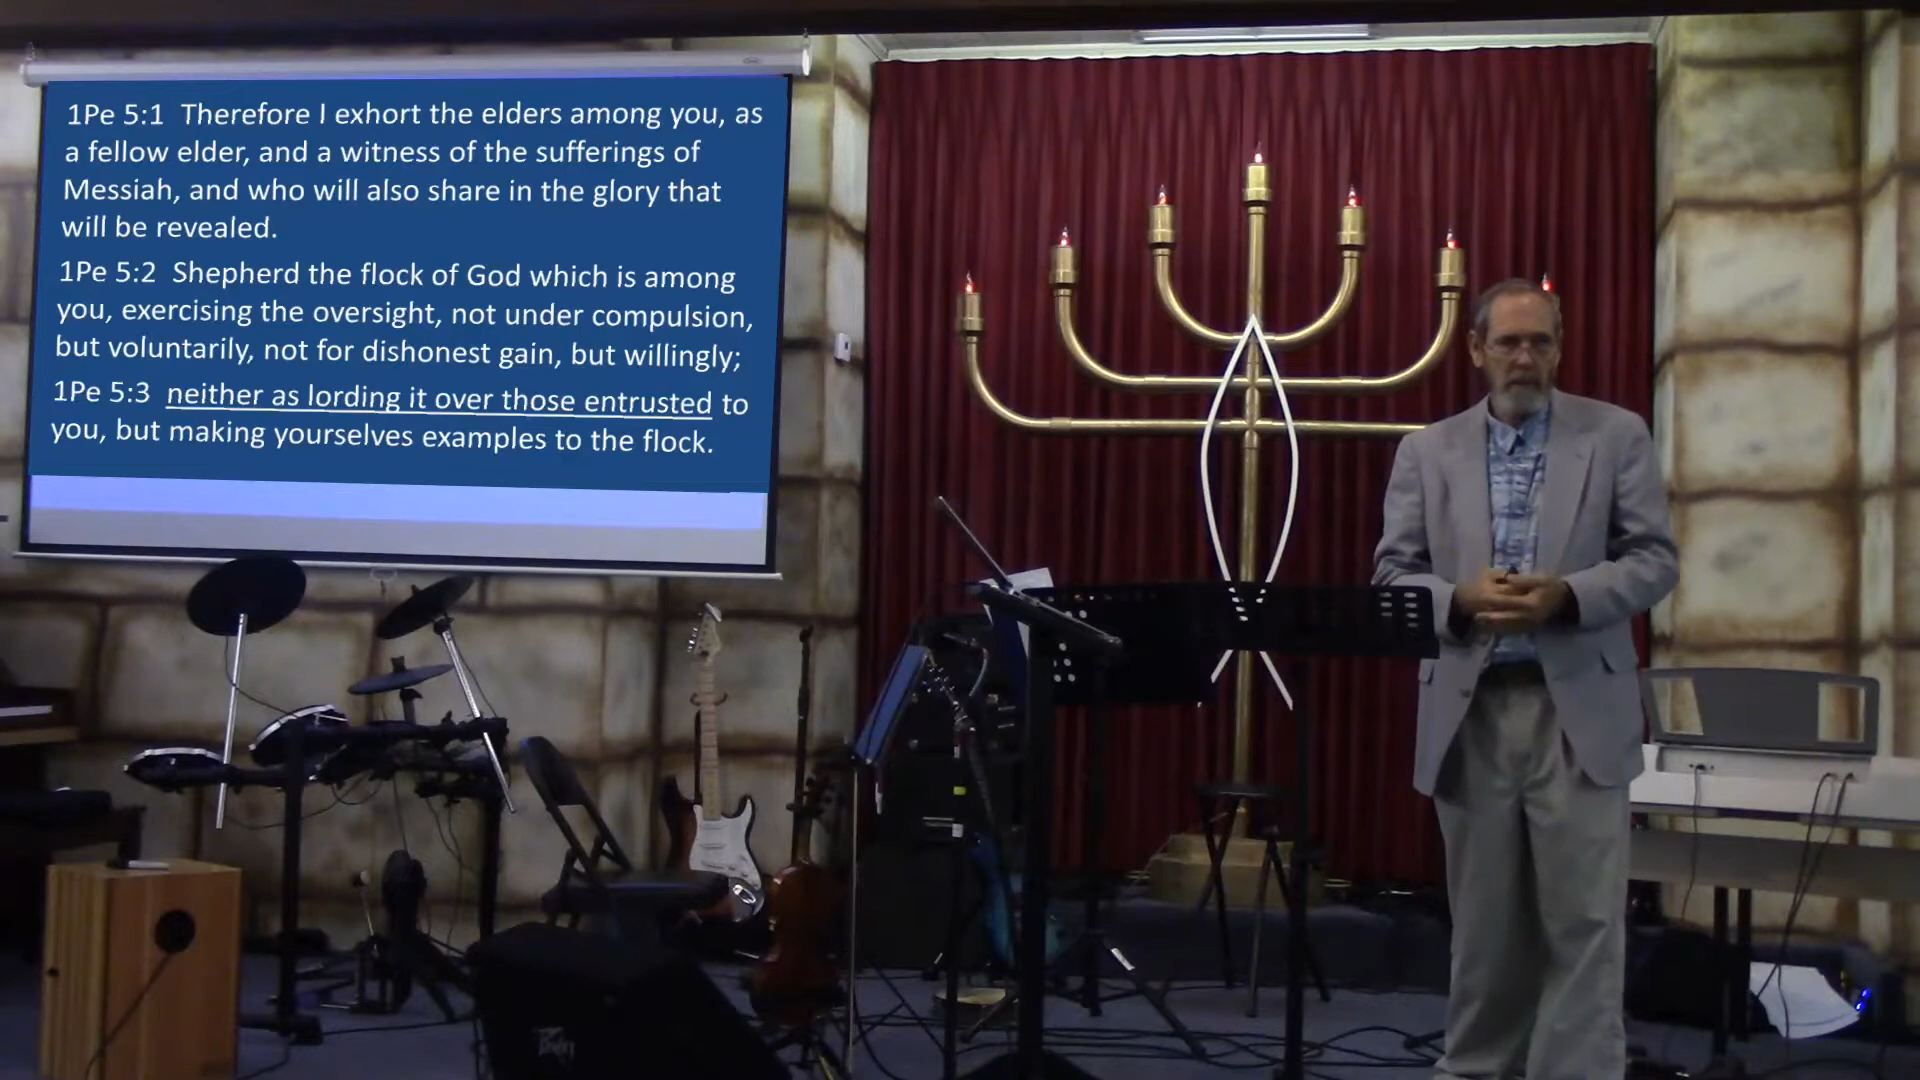 1Pe 5:1 Therefore I exhort the elders among you, as
a fellow elder, and a witness of the sufferings of
Messiah, and who will also share in the glory that
will be revealed.
1Pe 5:2 Shepherd the flock of God which is among
you, exercising the oversight, not under compulsion,
but voluntarily, not for dishonest gain, but willingly;
1Pe 5:3 neither as lording it over those entrusted to
you, but making yourselves examples to the flock.